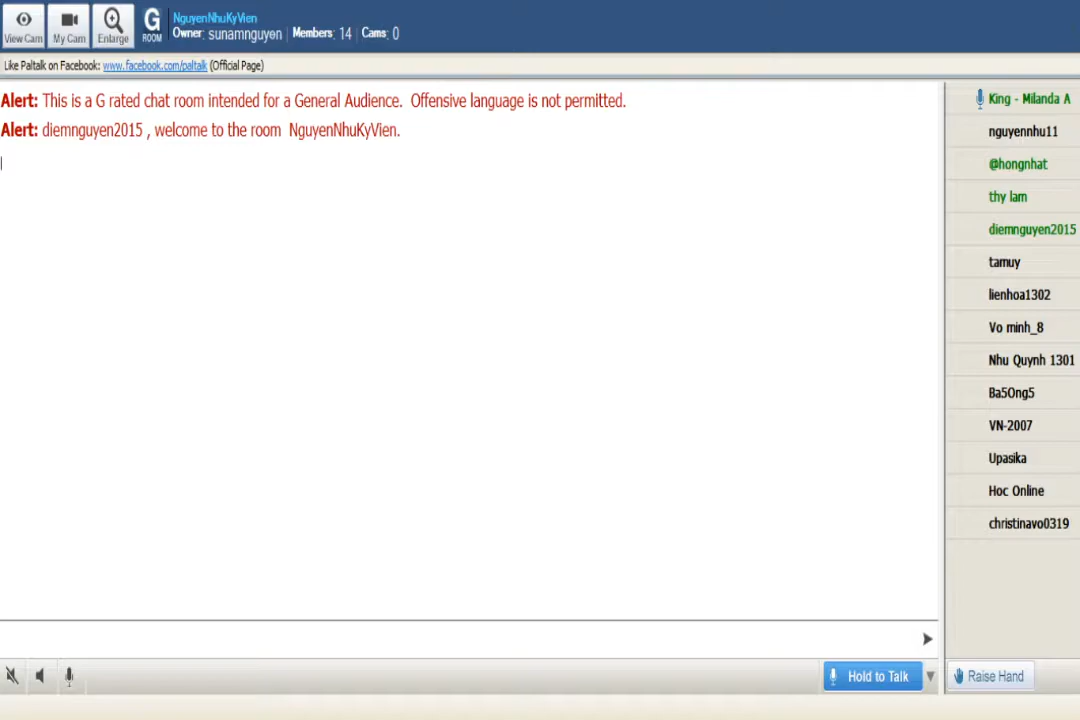 View Cam
My Cam
Enlarge
G
ROOM
NguyenNhuKyVien
Owner: sunamnguyen
Members: 14
Cams: 0
Like Paltalk on Facebook: www.facebook.com/paltalk (Official Page)
Alert: This is a G rated chat room intended for a General Audience. Offensive language is not permitted.
Alert: diemnguyen2015 , welcome to the room NguyenNhuKyVien.
King - Milanda A
nguyennhu11
@hongnhat
thy lam
diemnguyen2015
tamuy
lienhoa1302
Vo minh_8
Nhu Quynh 1301
Ba5Ong5
VN-2007
Upasika
Hoc Online
christinavo0319
Hold to Talk
Raise Hand